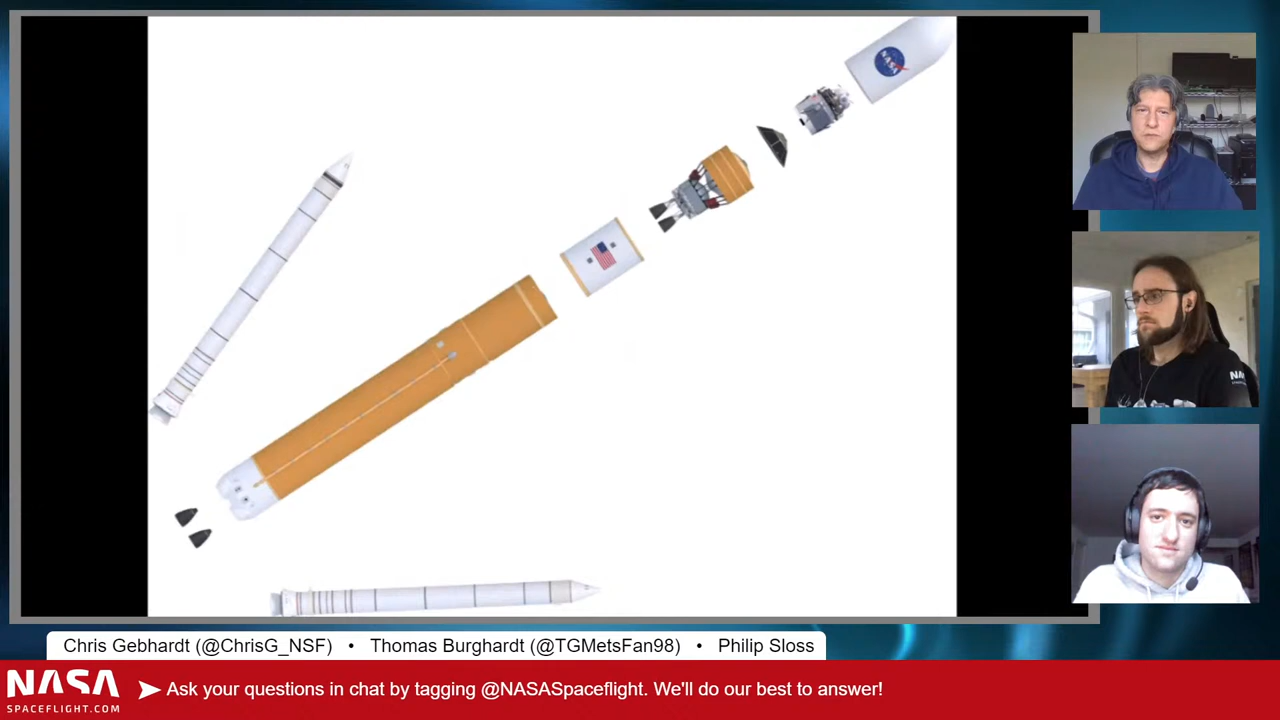 NASA
NA
Chris Gebhardt (@ChrisG_NSF) • Thomas Burghardt (@TGMetsFan98) • Philip Sloss
NASA
SPACEFLIGHT.COM
Ask your questions in chat by tagging @NASASpaceflight. We'll do our best to answer!